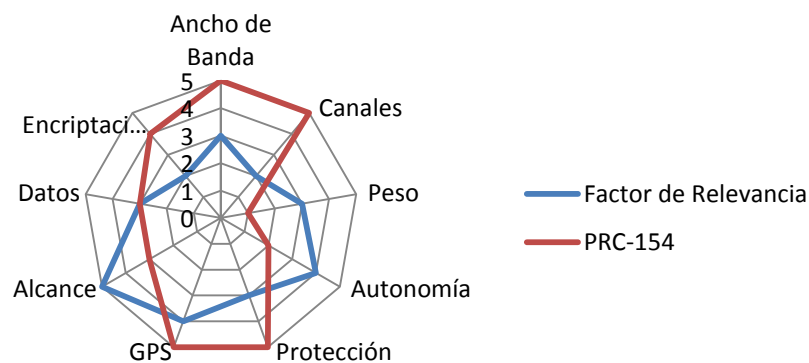 Ancho de
Banda
5
4
3
2
1
0
Canales
Peso
Autonomía
Protección
GPS
Alcance
Datos
Encriptaci...
Factor de Relevancia
PRC-154